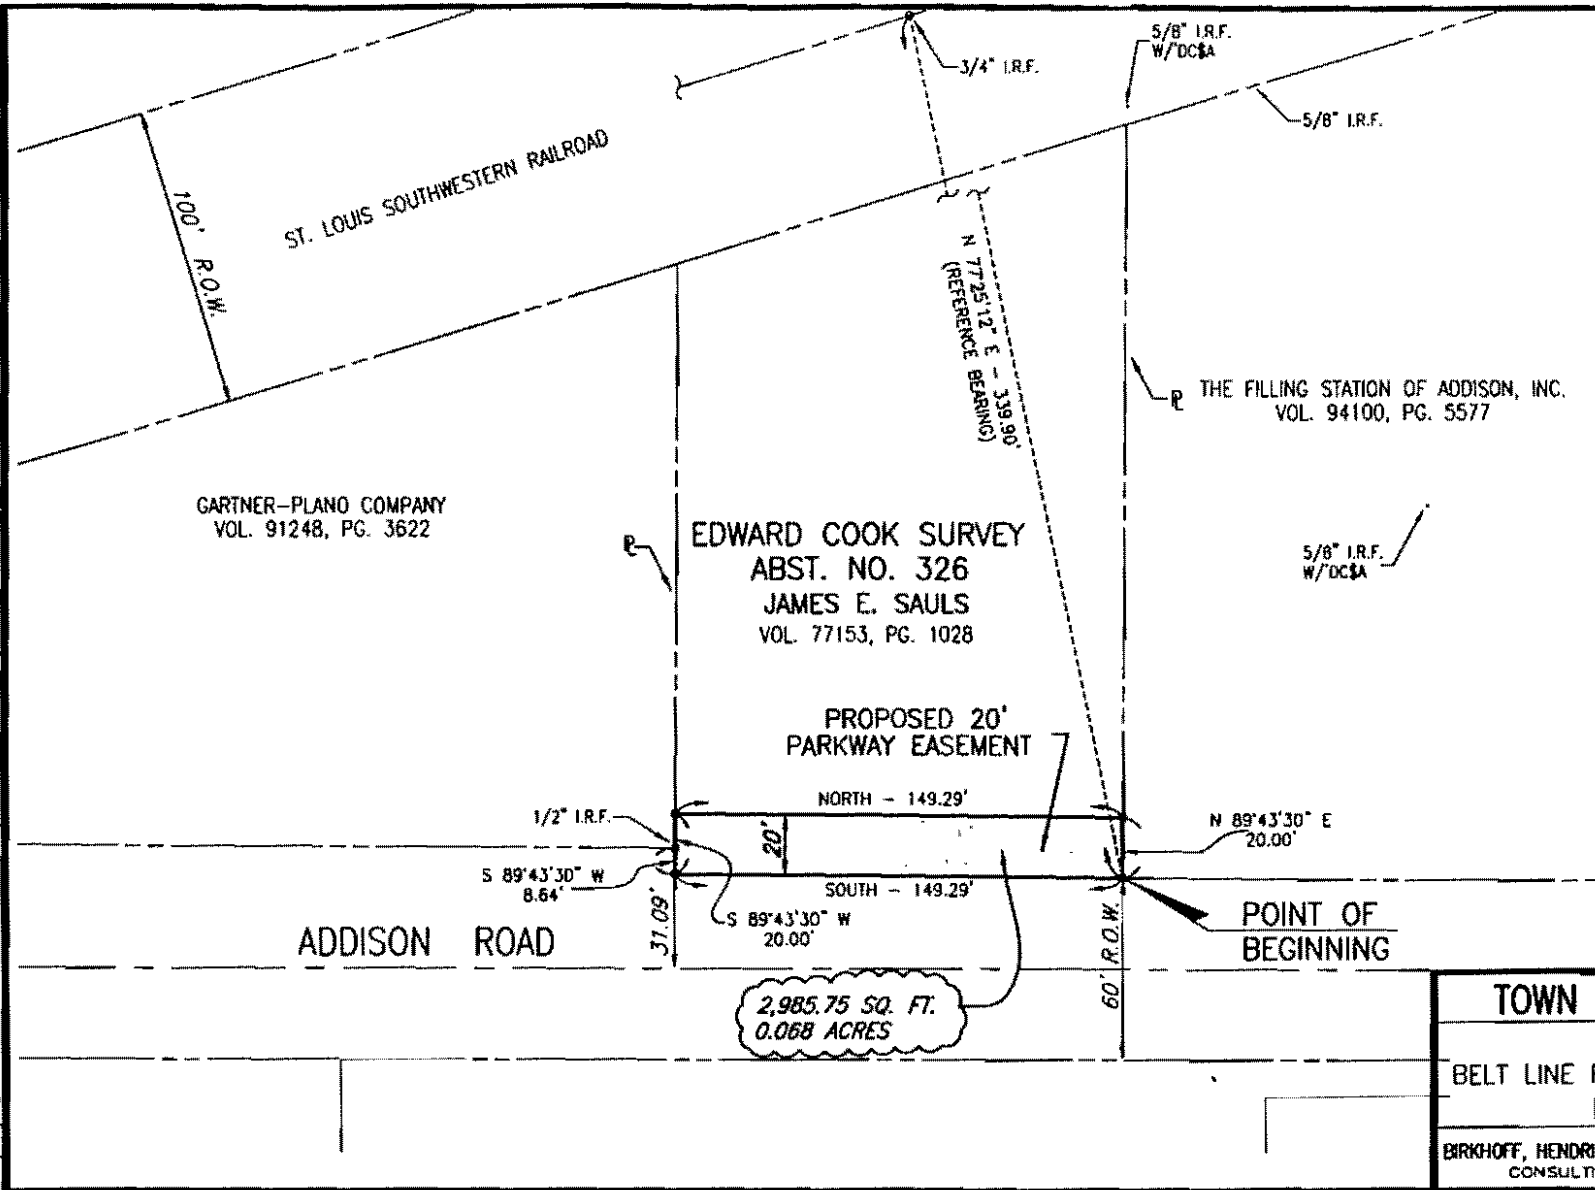 5/8" I.R.F.
W/"DC$A
3/4" I.R.F.
5/8" I.R.F.
ST. LOUIS SOUTHWESTERN RAILROAD
100' R.O.W.
N 77°25'12" E - 339.90'
(REFERENCE BEARING)
℞ THE FILLING STATION OF ADDISON, INC.
VOL. 94100, PG. 5577
GARTNER-PLANO COMPANY
VOL. 91248, PG. 3622
EDWARD COOK SURVEY
ABST. NO. 326
JAMES E. SAULS
VOL. 77153, PG. 1028
5/8" I.R.F.
W/"DC$A
PROPOSED 20'
PARKWAY EASEMENT
NORTH - 149.29'
1/2" I.R.F.
20'
N 89°43'30" E
20.00'
S 89°43'30" W
8.64'
SOUTH - 149.29'
S 89°43'30" W
20.00'
31.09'
ADDISON ROAD
60' R.O.W.
POINT OF
BEGINNING
2,985.75 SQ. FT.
0.068 ACRES
TOWN
BELT LINE
BIRKHOFF, HENDRI
CONSULT